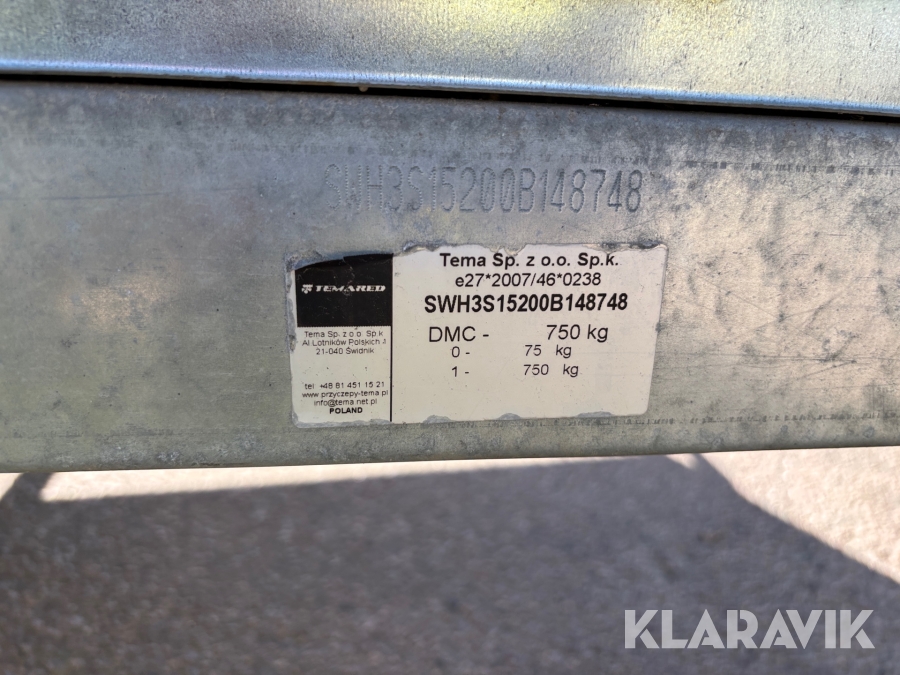 SWH3S15200B148748
TEMARED
Tema Sp. z o.o. Sp.k
Al.Lotników Polskich
21-040 Świdnik
tel +48 81 451 15 21
www.przyczepy-tema.pl
info@tema.net.pl
POLAND
Tema Sp. z o.o. Sp.k.
e27*2007/46*0238
SWH3S15200B148748
DMC - 750 kg
0 - 75 kg
1 - 750 kg
KLARAVIK